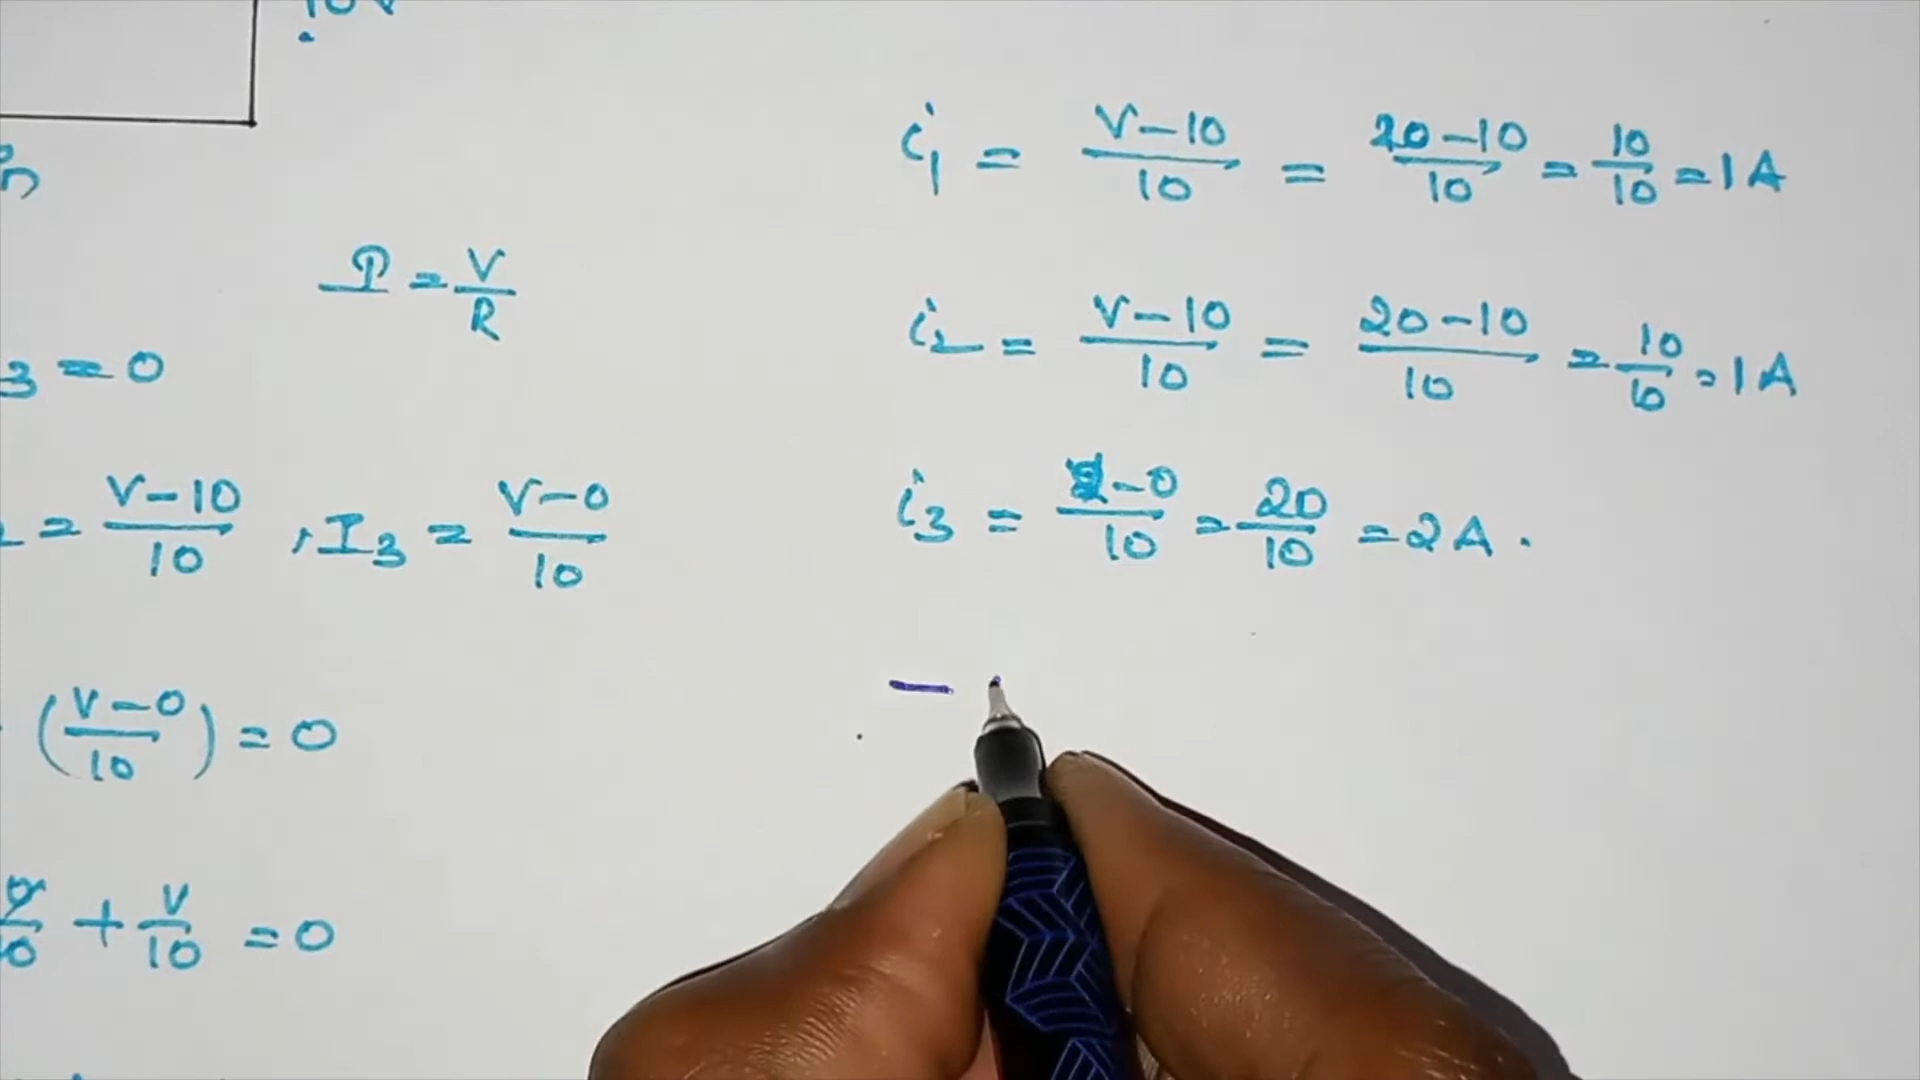 10V
i1 = V-10/10 = 20-10/10 = 10/10 = 1A
I = V/R
i2 = V-10/10 = 20-10/10 = 10/10 = 1A
3 = 0
= V-10/10 , I3 = V-0/10
i3 = -0/10 = 20/10 = 2A.
(V-0/10) = 0
+ V/10 = 0